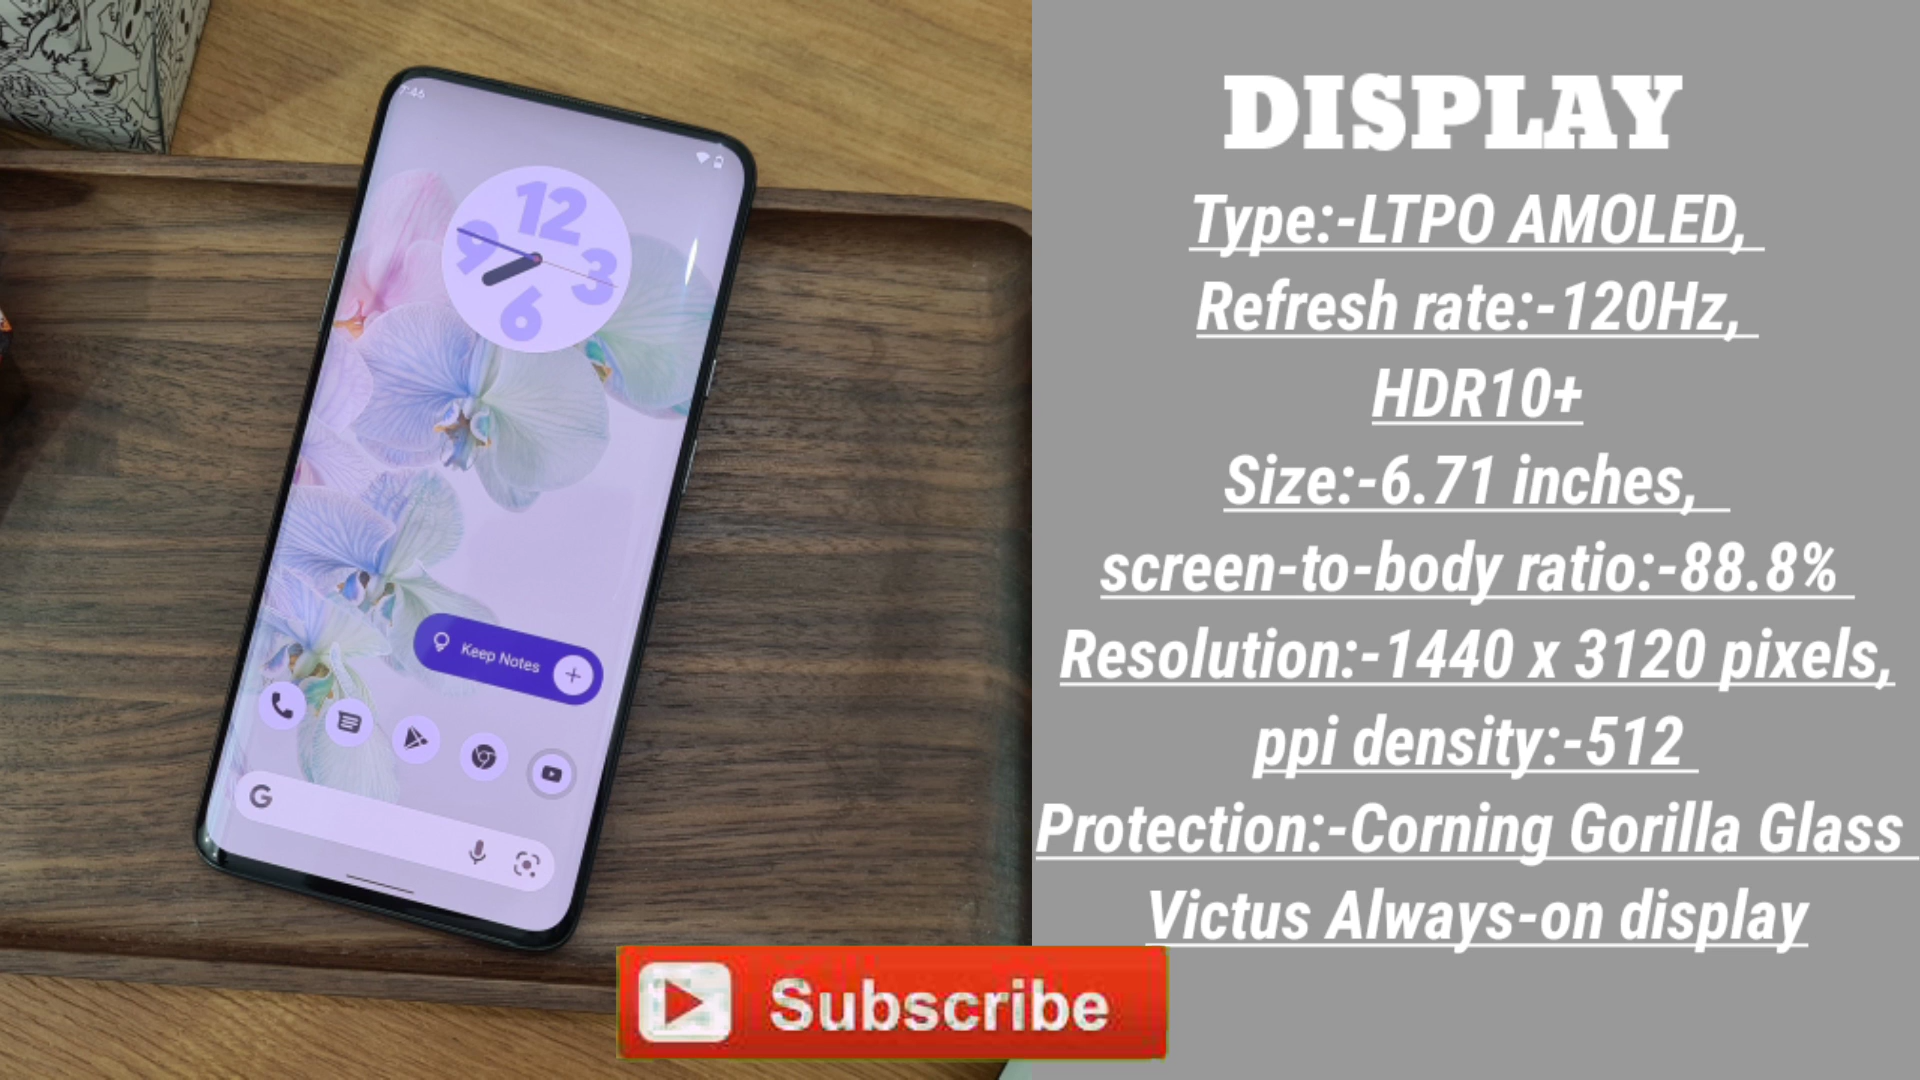 7:46
12
9
3
6
Keep Notes
G
DISPLAY
Type:-LTPO AMOLED,
Refresh rate:-120Hz,
HDR10+
Size:-6.71 inches,
screen-to-body ratio:-88.8%
Resolution:-1440 x 3120 pixels,
ppi density:-512
Protection:-Corning Gorilla Glass
Victus Always-on display
Subscribe